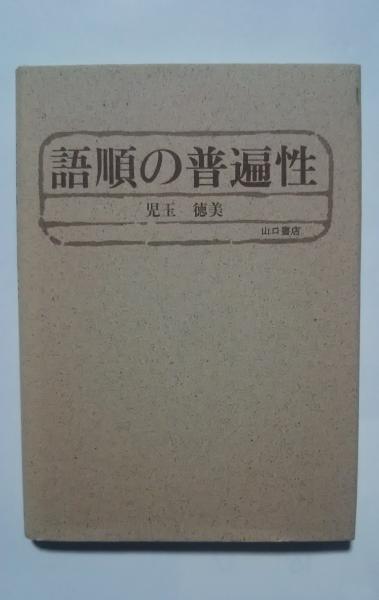 語順の普遍性
児玉 徳美
山口書店